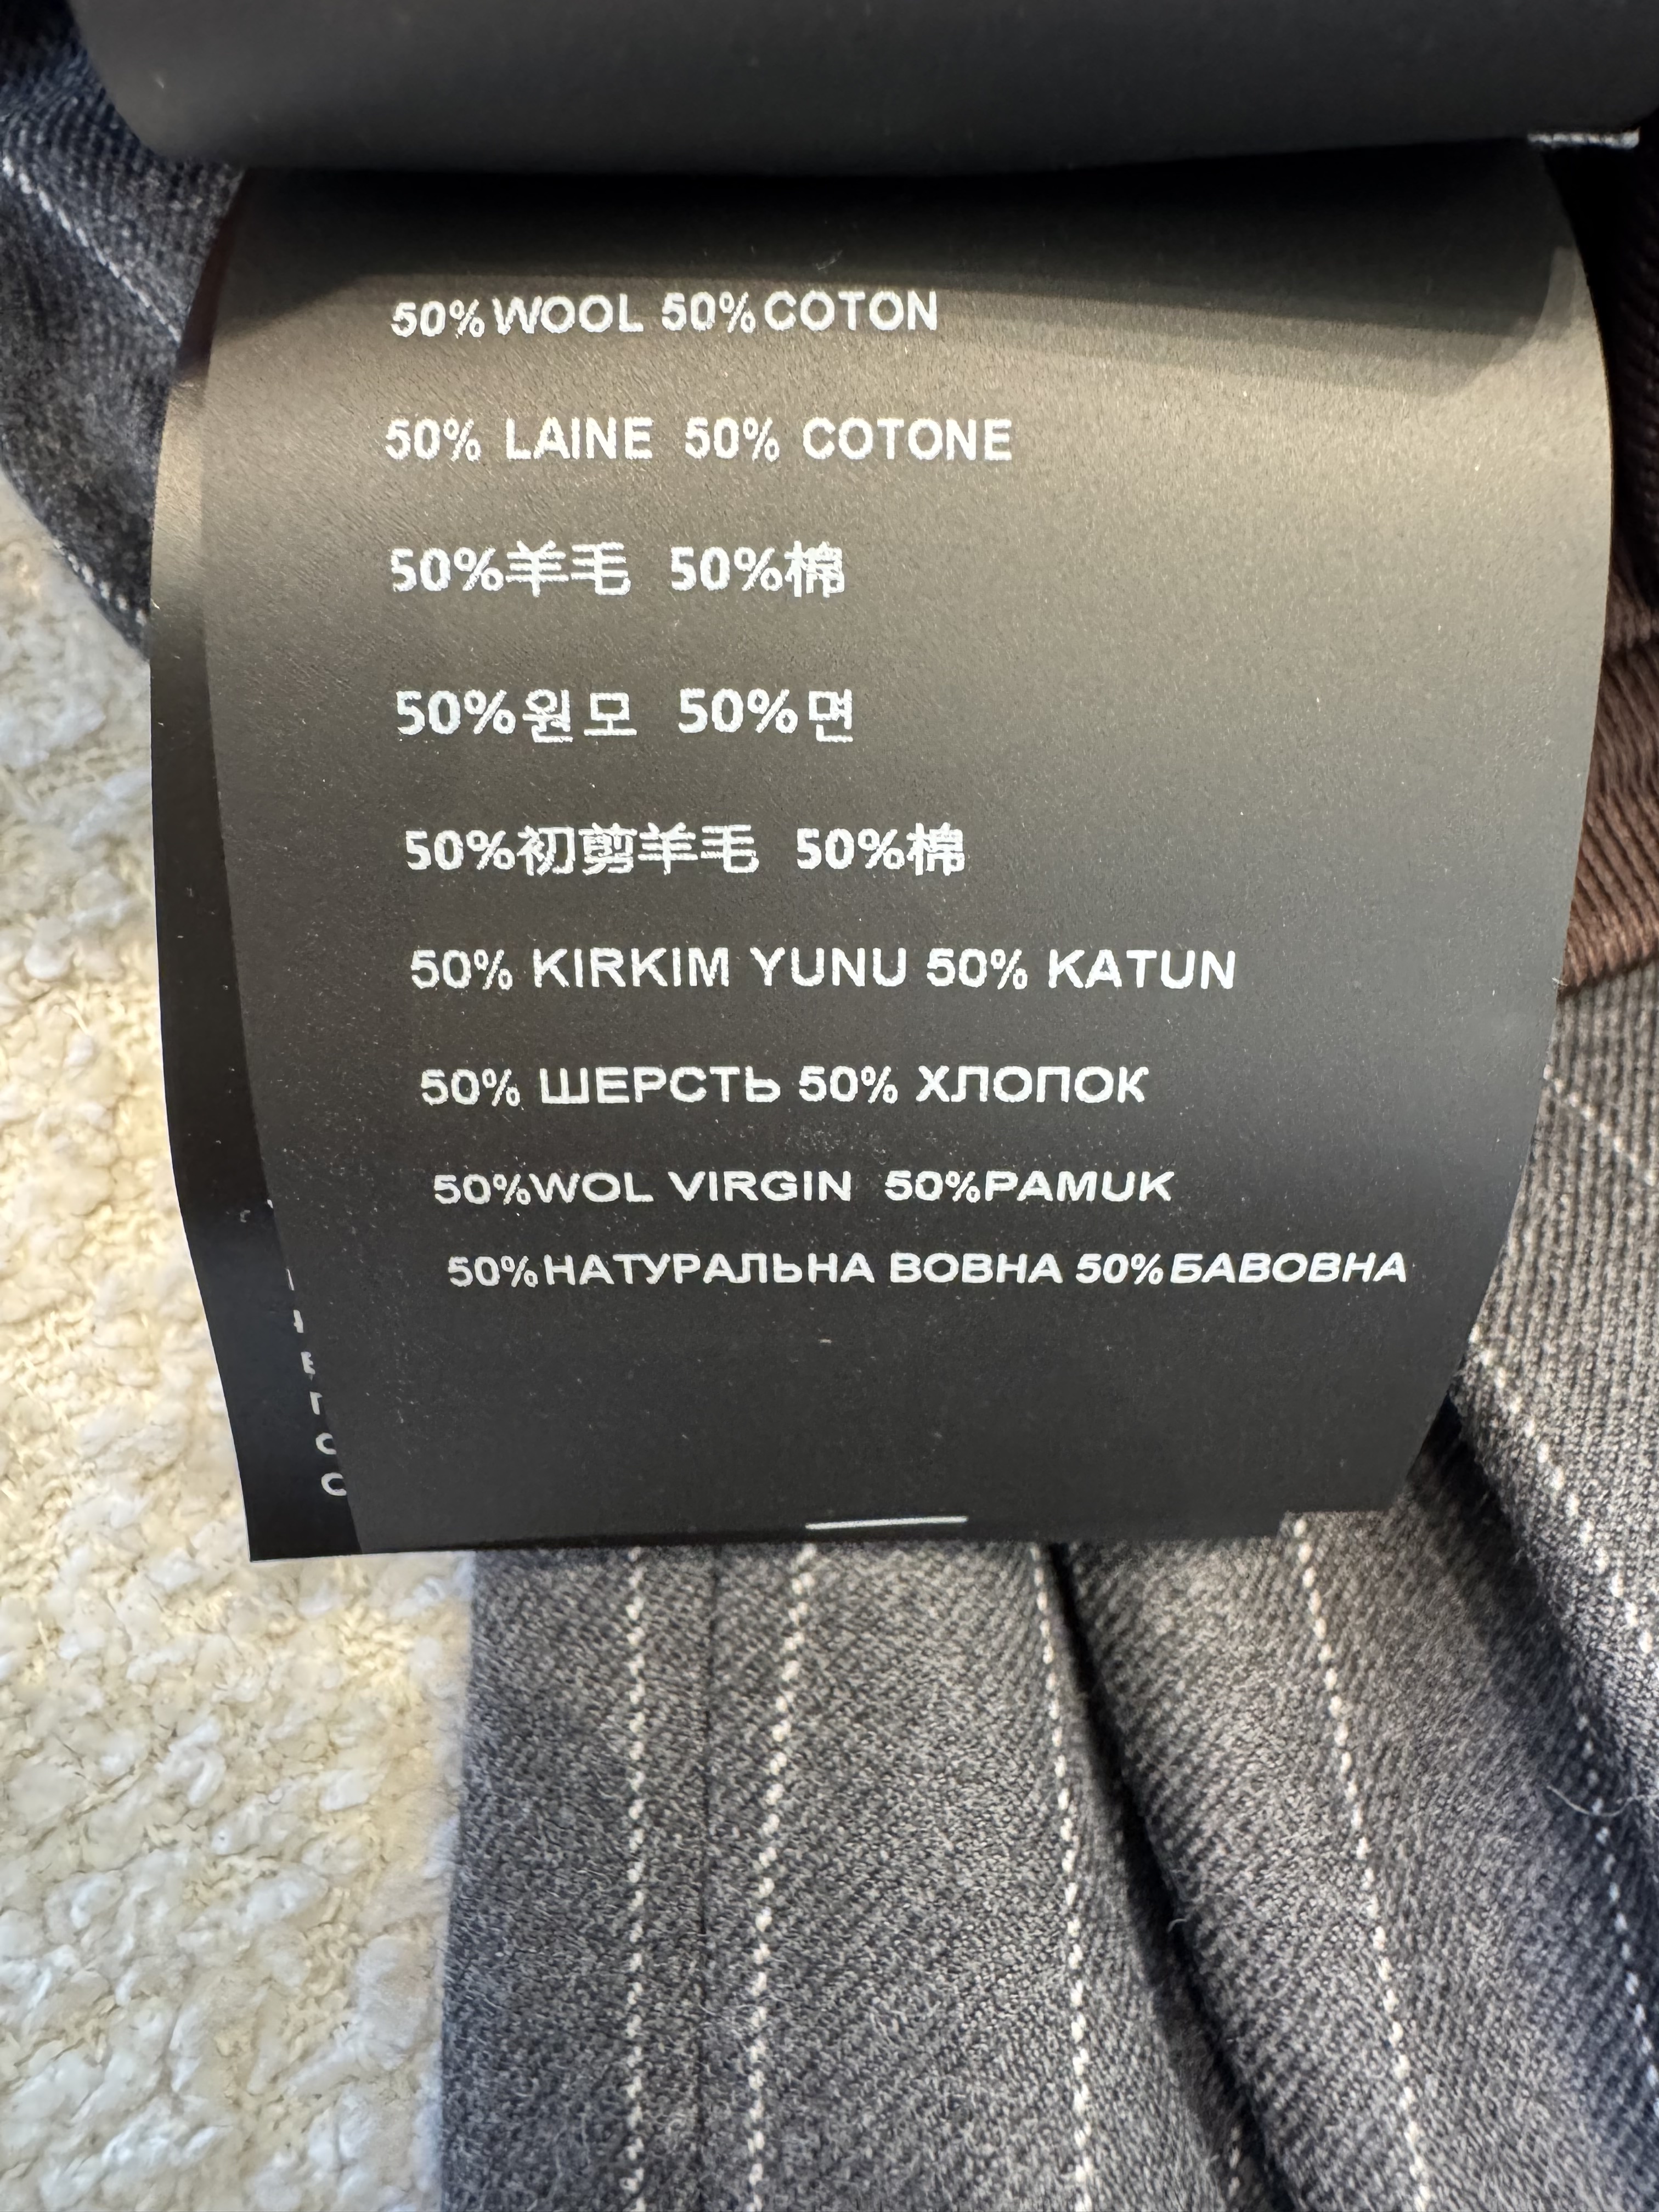 50%WOOL 50%COTON
50% LAINE 50% COTONE
50%羊毛 50%棉
50%원모 50%면
50%初剪羊毛 50%棉
50% KIRKIM YUNU 50% KATUN
50% ШЕРСТЬ 50% ХЛОПОК
50%WOL VIRGIN 50%PAMUK
50%НАТУРАЛЬНА ВОВНА 50%БАВОВНА